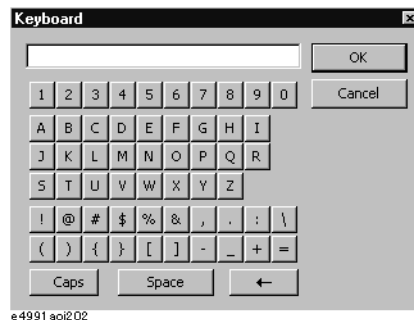 Keyboard
OK
1 2 3 4 5 6 7 8 9 0
Cancel
A B C D E F G H I
J K L M N O P Q R
S T U V W X Y Z
! @ # $ % & , . : \
( ) { } [ ] - _ + =
Caps Space ←
e4991aoj202